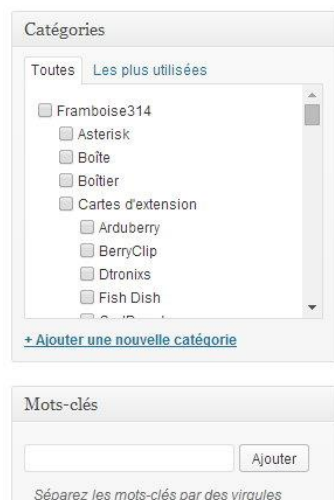 Catégories
Toutes Les plus utilisées
Framboise314
Asterisk
Boîte
Boîtier
Cartes d'extension
Arduberry
BerryClip
Dtronixs
Fish Dish
+ Ajouter une nouvelle catégorie
Mots-clés
Ajouter
Séparez les mots-clés par des virgules